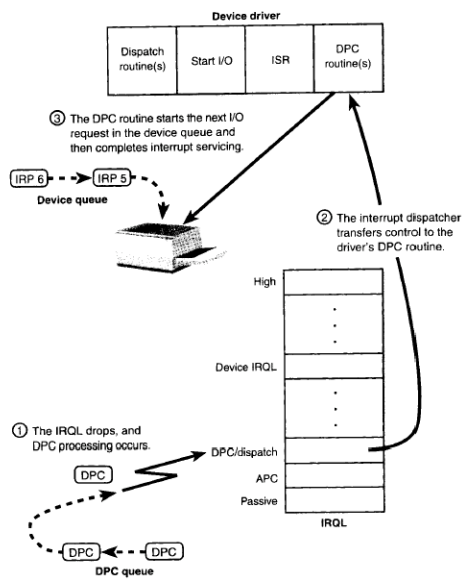 Device driver
Dispatch
routine(s)
Start I/O
ISR
DPC
routine(s)
③ The DPC routine starts the next I/O
request in the device queue and
then completes interrupt servicing.
IRP 6
IRP 5
Device queue
② The interrupt dispatcher
transfers control to the
driver's DPC routine.
High
Device IRQL
① The IRQL drops, and
DPC processing occurs.
DPC/dispatch
DPC
APC
Passive
IRQL
DPC
DPC
DPC queue